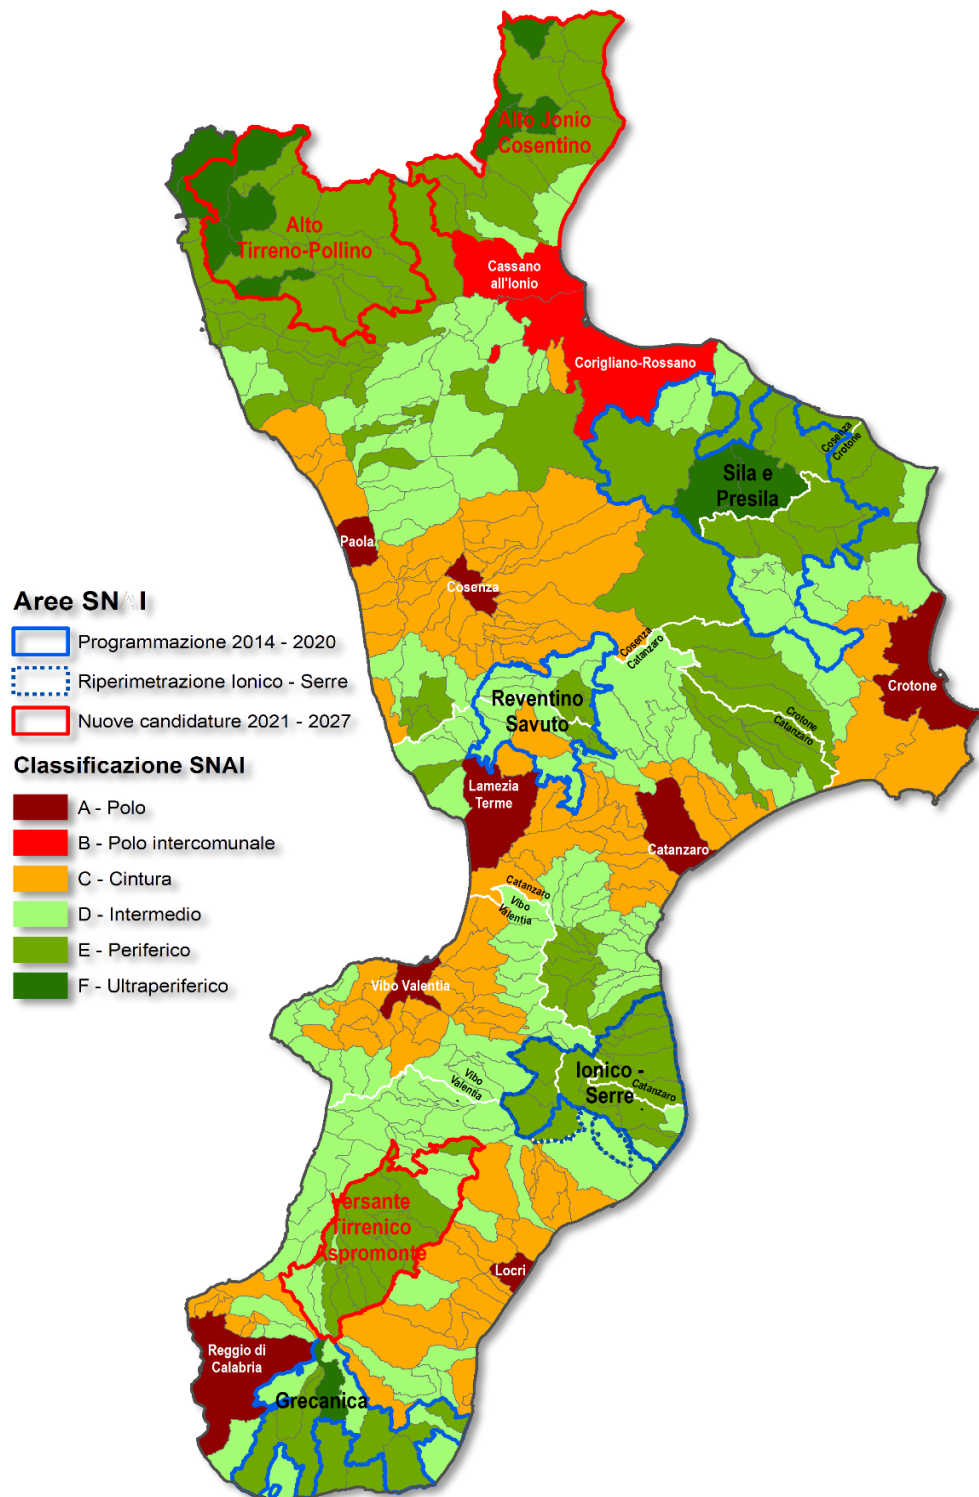 Alto Jonio
Cosentino
Alto
Tirreno-Pollino
Cassano
all'Ionio
Corigliano-Rossano
Cosenza
Crotone
Sila e
Presila
Paola
Cosenza
Aree SNAI
Programmazione 2014 - 2020
Riperimetrazione Ionico - Serre
Nuove candidature 2021 - 2027
Cosenza
Catanzaro
Crotone
Reventino
Savuto
Crotone
Catanzaro
Classificazione SNAI
A - Polo
B - Polo intercomunale
C - Cintura
D - Intermedio
E - Periferico
F - Ultraperiferico
Lamezia
Terme
Catanzaro
Catanzaro
Vibo
Valentia
Vibo Valentia
Vibo
Valentia
Ionico -
Serre
Catanzaro
Versante
Tirrenico
Aspromonte
Locri
Reggio di
Calabria
Grecanica